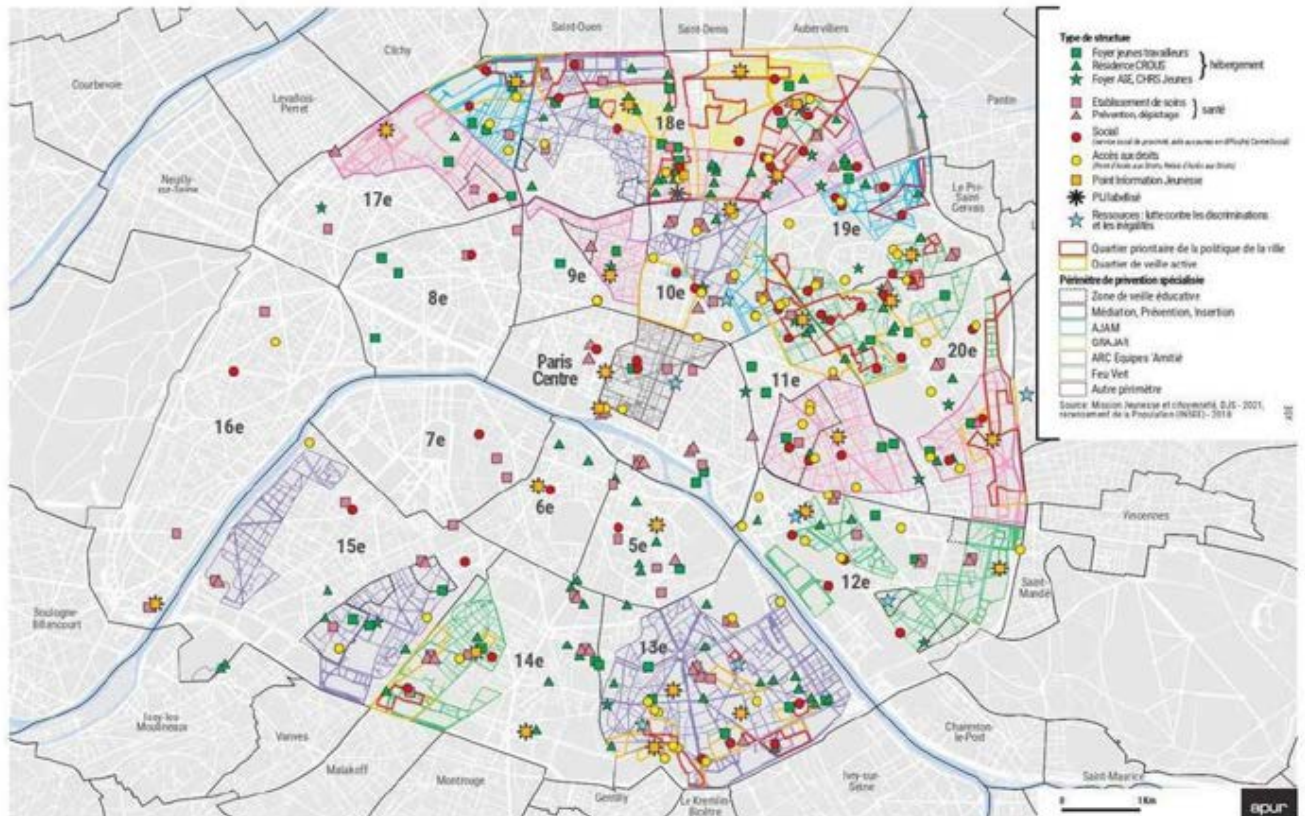 Saint-Ouen
Saint-Denis
Aubervilliers
Clichy
Courbevoie
Levallois-
Perret
Pantin
Neuilly-
sur-Seine
Le Pré-
Saint-
Gervais
18e
17e
19e
8e
9e
10e
20e
Paris
Centre
11e
16e
7e
6e
5e
15e
12e
Vincennes
Saint-
Mandé
Boulogne-
Billancourt
14e
13e
Issy-les
Moulineaux
Vanves
Malakoff
Montrouge
Gentilly
Le Kremlin-
Bicêtre
Ivry-sur-
Seine
Charenton
-le-Pont
Saint-Maurice
Type de structure
Foyer jeunes travailleurs
Résidence CROUS
Foyer ASE, CHRS Jeunes
hébergement
Etablissement de soins
Prévention, dépistage
santé
Social
Accès aux droits
Point Information Jeunesse
PIJ labellisé
Ressources : lutte contre les discriminations
et les inégalités
Quartier prioritaire de la politique de la ville
Quartier de veille active
Périmètre de prévention spécialisée
Zone de veille éducative
Médiation, Prévention, Insertion
AJAM
GRAJAR
ARC Equipes 'Amitié
Feu Vert
Autre périmètre
Source: Mission Jeunesse et citoyenneté, DJS - 2021,
recensement de la Population (INSEE) - 2018
0
1 Km
apur